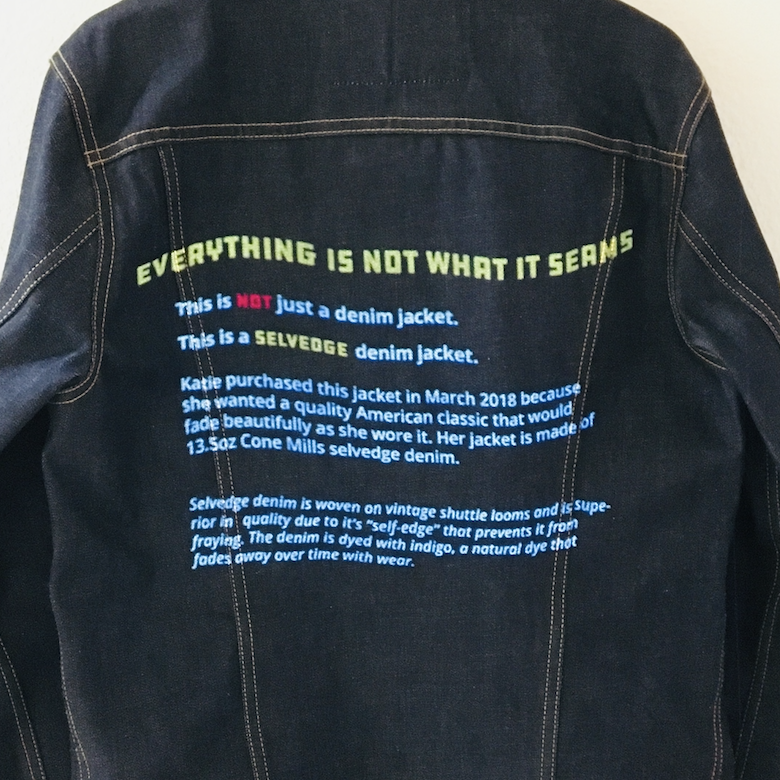 EVERYTHING IS NOT WHAT IT SEAMS
This is NOT just a denim jacket.
This is a SELVEDGE denim jacket.
Katie purchased this jacket in March 2018 because
she wanted a quality American classic that would
fade beautifully as she wore it. Her jacket is made of
13.5oz Cone Mills selvedge denim.
Selvedge denim is woven on vintage shuttle looms and is supe-
rior in quality due to it's "self-edge" that prevents it from
fraying. The denim is dyed with indigo, a natural dye that
fades away over time with wear.